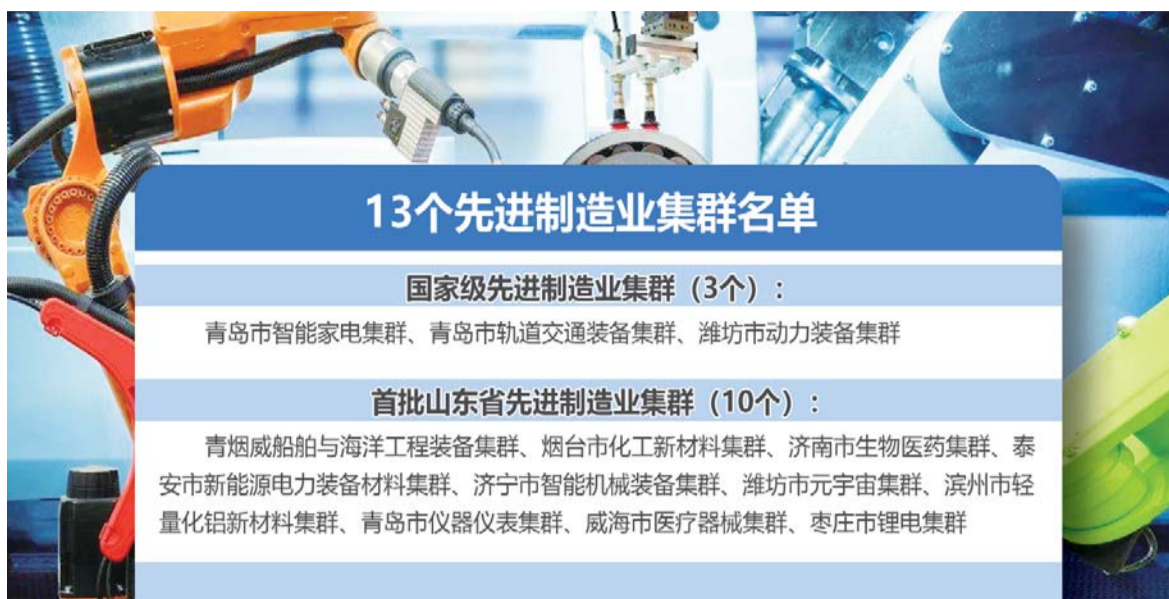 13个先进制造业集群名单
国家级先进制造业集群（3个）：
青岛市智能家电集群、青岛市轨道交通装备集群、潍坊市动力装备集群
首批山东省先进制造业集群（10个）：
青烟威船舶与海洋工程装备集群、烟台市化工新材料集群、济南市生物医药集群、泰
安市新能源电力装备材料集群、济宁市智能机械装备集群、潍坊市元宇宙集群、滨州市轻
量化铝新材料集群、青岛市仪器仪表集群、威海市医疗器械集群、枣庄市锂电集群